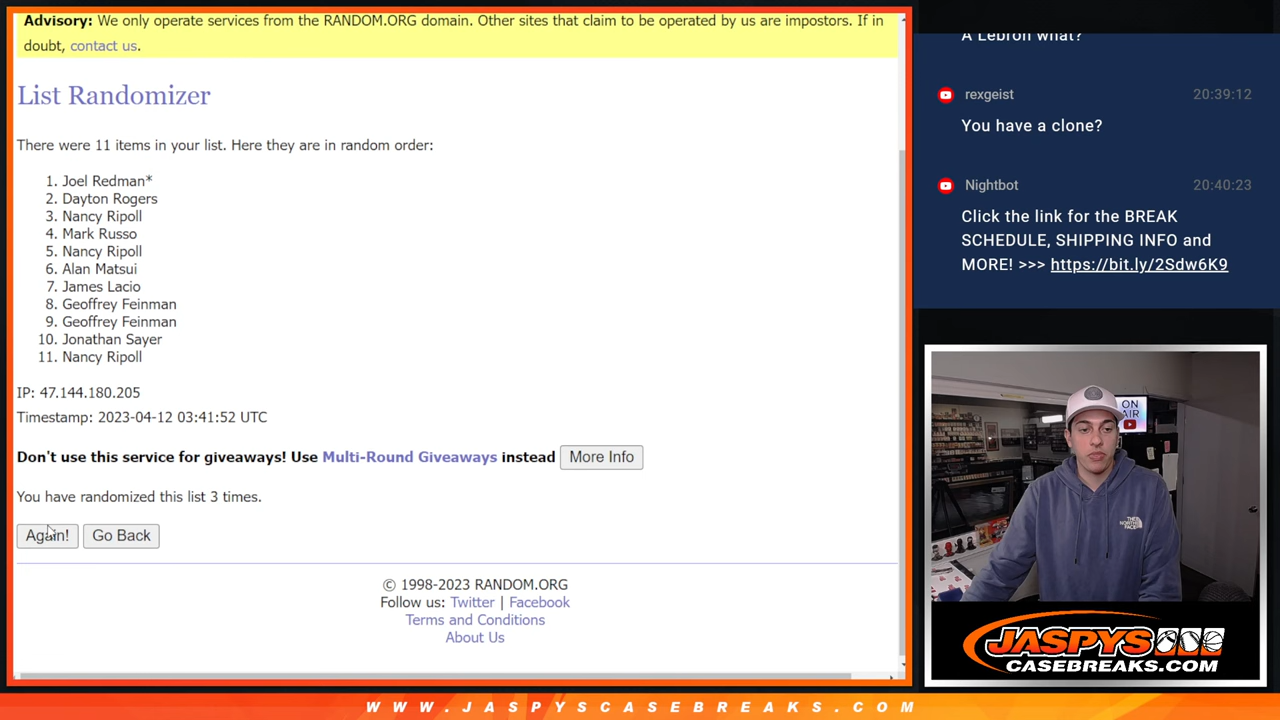 Advisory: We only operate services from the RANDOM.ORG domain. Other sites that claim to be operated by us are impostors. If in
doubt, contact us.
List Randomizer
There were 11 items in your list. Here they are in random order:
1. Joel Redman*
2. Dayton Rogers
3. Nancy Ripoll
4. Mark Russo
5. Nancy Ripoll
6. Alan Matsui
7. James Lacio
8. Geoffrey Feinman
9. Geoffrey Feinman
10. Jonathan Sayer
11. Nancy Ripoll
IP: 47.144.180.205
Timestamp: 2023-04-12 03:41:52 UTC
Don't use this service for giveaways! Use Multi-Round Giveaways instead More Info
You have randomized this list 3 times.
Again! Go Back
© 1998-2023 RANDOM.ORG
Follow us: Twitter | Facebook
Terms and Conditions
About Us
A Lebron what?
rexgeist 20:39:12
You have a clone?
Nightbot 20:40:23
Click the link for the BREAK
SCHEDULE, SHIPPING INFO and
MORE! >>> https://bit.ly/2Sdw6K9
ON
AIR
THE
NORTH
FACE
JASPYS
CASEBREAKS.COM
WWW.JASPYSCASEBREAKS.COM